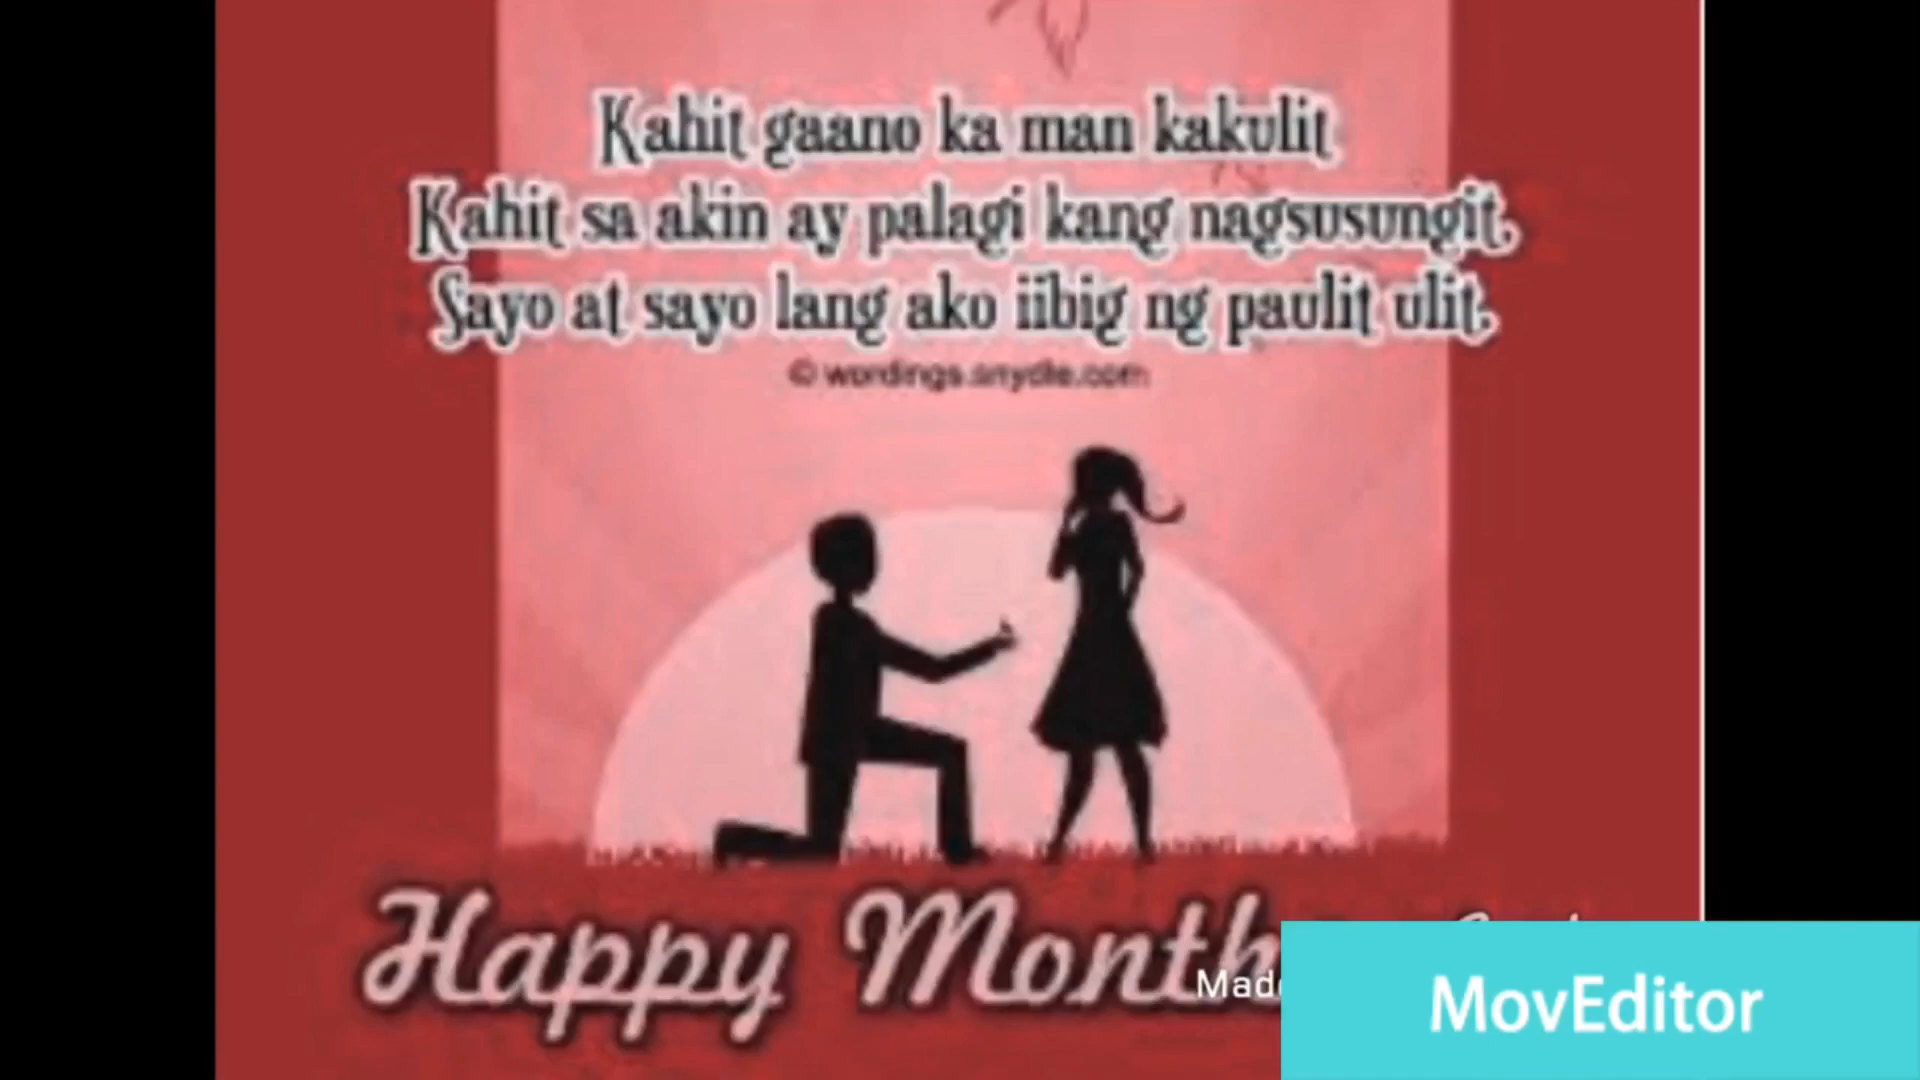 Kahit gaano ka man kakulit
Kahit sa akin ay palagi kang nagsusungit,
Sayo at sayo lang ako iibig ng paulit ulit.
© wordings.anydle.com
Happy Month
Made
MovEditor